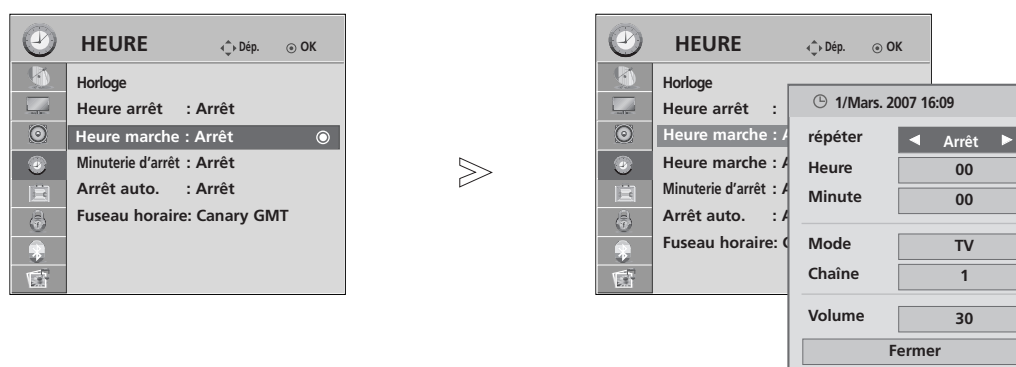 HEURE Dép. OK
Horloge
Heure arrêt : Arrêt
Heure marche : Arrêt
Minuterie d'arrêt : Arrêt
Arrêt auto. : Arrêt
Fuseau horaire: Canary GMT
HEURE Dép. OK
Horloge
Heure arrêt :
Heure marche : A
Heure marche : A
Minuterie d'arrêt : A
Arrêt auto. : A
Fuseau horaire: C
1/Mars. 2007 16:09
répéter Arrêt
Heure 00
Minute 00
Mode TV
Chaîne 1
Volume 30
Fermer